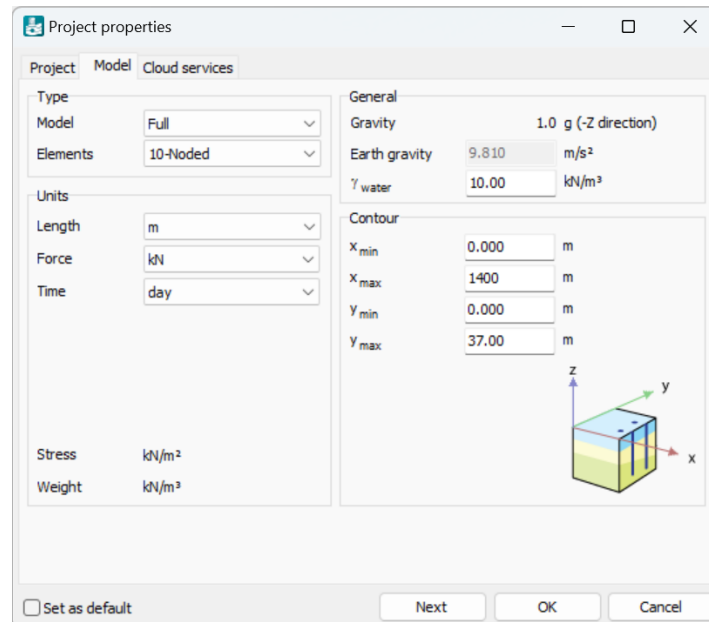 Project properties
Project Model Cloud services
Type
Model Full
Elements 10-Noded
Units
Length m
Force kN
Time day
Stress kN/m²
Weight kN/m³
General
Gravity 1.0 g (-Z direction)
Earth gravity 9.810 m/s²
γ water 10.00 kN/m³
Contour
x min 0.000 m
x max 1400 m
y min 0.000 m
y max 37.00 m
z
y
x
Set as default Next OK Cancel